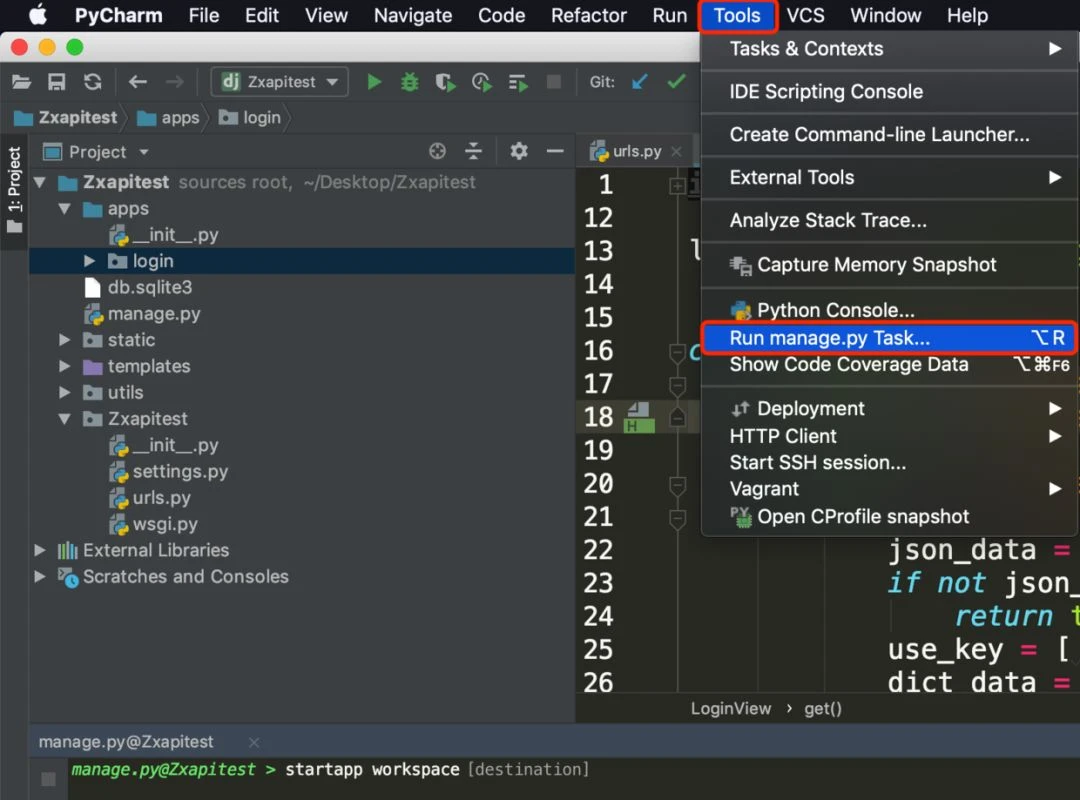 PyCharm File Edit View Navigate Code Refactor Run Tools VCS Window Help
dj Zxapitest Git:
Zxapitest apps login
1: Project
Project
Zxapitest sources root, ~/Desktop/Zxapitest
apps
__init__.py
login
db.sqlite3
manage.py
static
templates
utils
Zxapitest
__init__.py
settings.py
urls.py
wsgi.py
External Libraries
Scratches and Consoles
urls.py
1
12
13
14
15
16
17
18
H
19
20
21
22
23
24
25
26
json_data =
if not json_
return
use_key = [
dict_data =
LoginView › get()
Tasks & Contexts
IDE Scripting Console
Create Command-line Launcher...
External Tools
Analyze Stack Trace...
Capture Memory Snapshot
Python Console...
Run manage.py Task... ⌥R
Show Code Coverage Data ⌥⌘F6
Deployment
HTTP Client
Start SSH session...
Vagrant
PY Open CProfile snapshot
manage.py@Zxapitest
manage.py@Zxapitest > startapp workspace [destination]